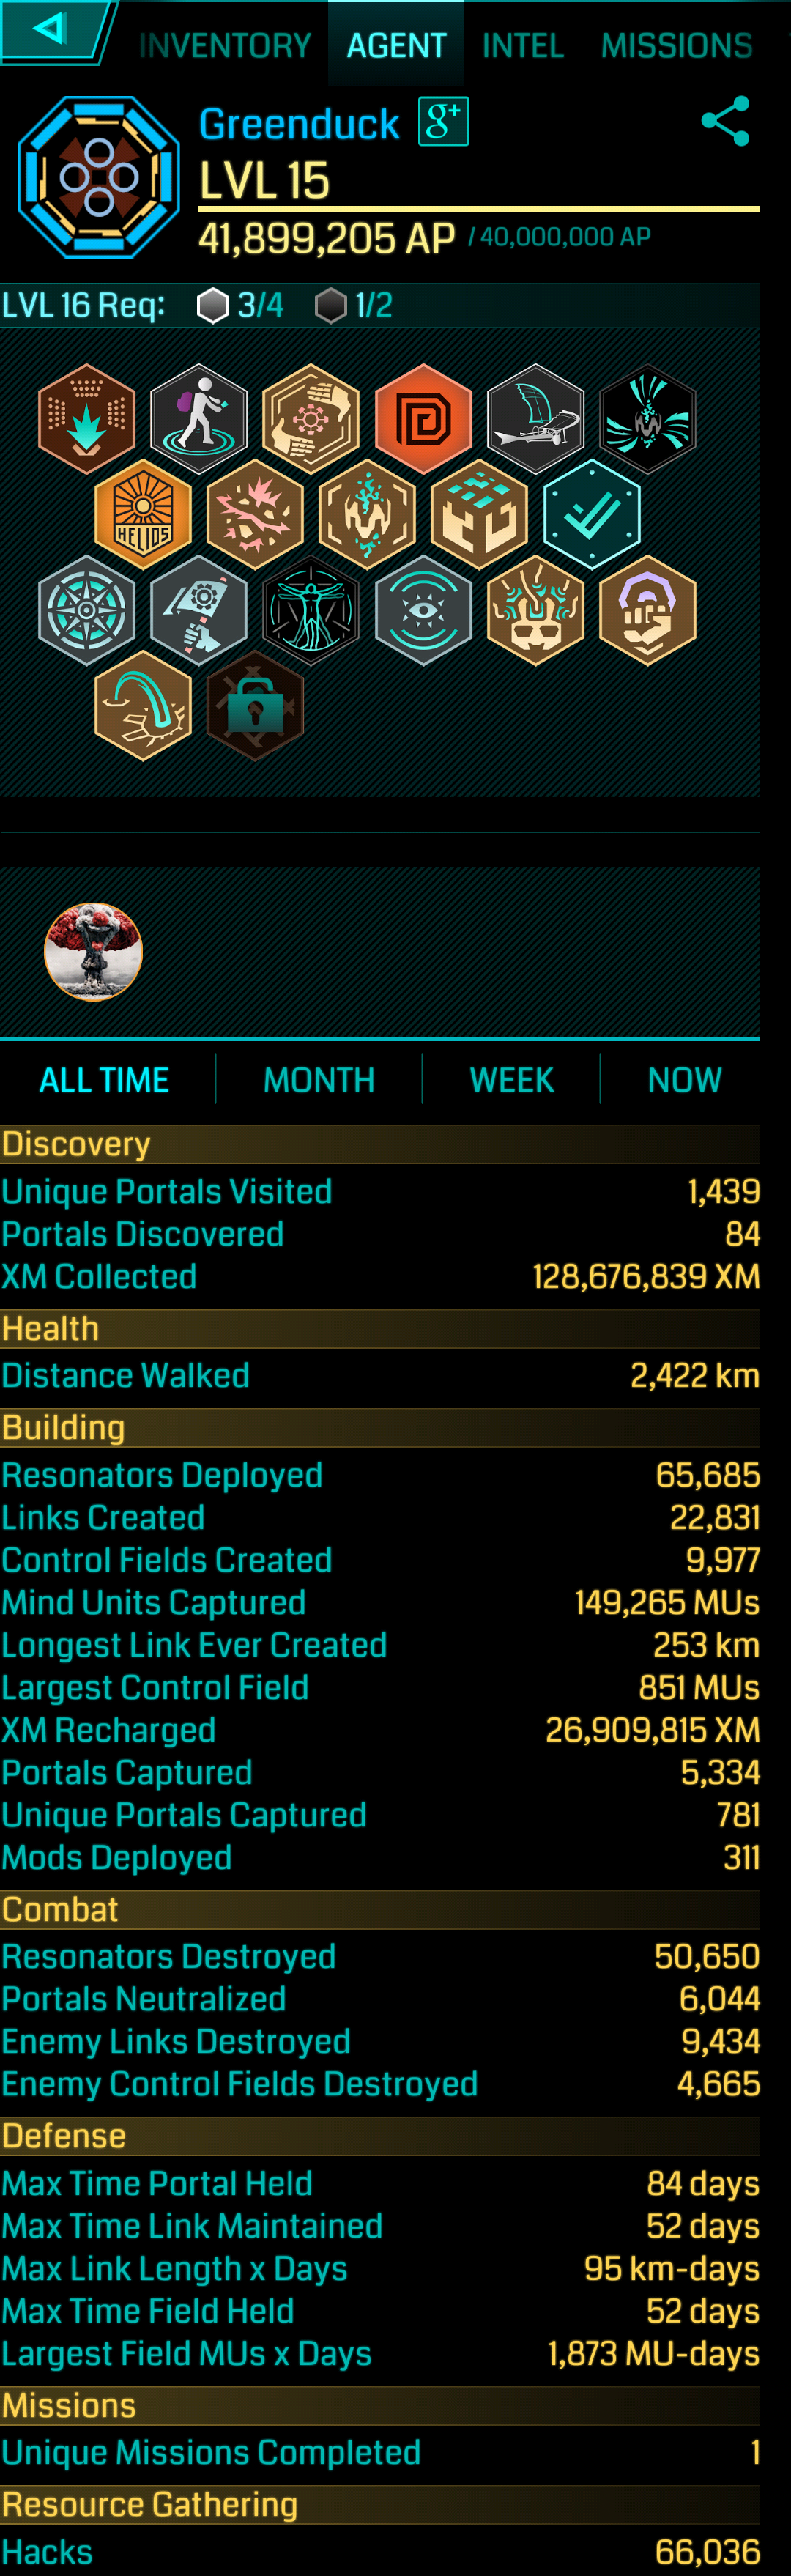 INVENTORY AGENT INTEL MISSIONS
Greenduck g+
LVL 15
41,899,205 AP / 40,000,000 AP
LVL 16 Req: 3/4 1/2
HELIOS
ALL TIME MONTH WEEK NOW
Discovery
Unique Portals Visited 1,439
Portals Discovered 84
XM Collected 128,676,839 XM
Health
Distance Walked 2,422 km
Building
Resonators Deployed 65,685
Links Created 22,831
Control Fields Created 9,977
Mind Units Captured 149,265 MUs
Longest Link Ever Created 253 km
Largest Control Field 851 MUs
XM Recharged 26,909,815 XM
Portals Captured 5,334
Unique Portals Captured 781
Mods Deployed 311
Combat
Resonators Destroyed 50,650
Portals Neutralized 6,044
Enemy Links Destroyed 9,434
Enemy Control Fields Destroyed 4,665
Defense
Max Time Portal Held 84 days
Max Time Link Maintained 52 days
Max Link Length x Days 95 km-days
Max Time Field Held 52 days
Largest Field MUs x Days 1,873 MU-days
Missions
Unique Missions Completed 1
Resource Gathering
Hacks 66,036